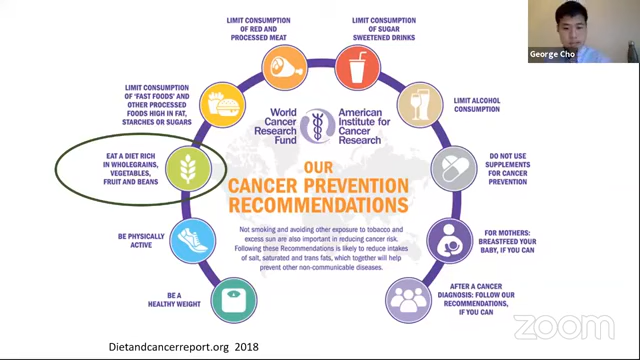 George Cho
LIMIT CONSUMPTION
OF RED AND
PROCESSED MEAT
LIMIT CONSUMPTION
OF SUGAR
SWEETENED DRINKS
LIMIT CONSUMPTION
OF 'FAST FOODS' AND
OTHER PROCESSED
FOODS HIGH IN FAT,
STARCHES OR SUGARS
LIMIT ALCOHOL
CONSUMPTION
World
Cancer
Research
Fund
American
Institute for
Cancer
Research
EAT A DIET RICH
IN WHOLEGRAINS,
VEGETABLES,
FRUIT AND BEANS
DO NOT USE
SUPPLEMENTS
FOR CANCER
PREVENTION
OUR
CANCER PREVENTION
RECOMMENDATIONS
Not smoking and avoiding other exposure to tobacco and
excess sun are also important in reducing cancer risk.
Following these Recommendations is likely to reduce intakes
of salt, saturated and trans fats, which together will help
prevent other non-communicable diseases.
BE PHYSICALLY
ACTIVE
FOR MOTHERS:
BREASTFEED YOUR
BABY, IF YOU CAN
BE A
HEALTHY WEIGHT
AFTER A CANCER
DIAGNOSIS: FOLLOW OUR
RECOMMENDATIONS,
IF YOU CAN
zoom
Dietandcancerreport.org 2018